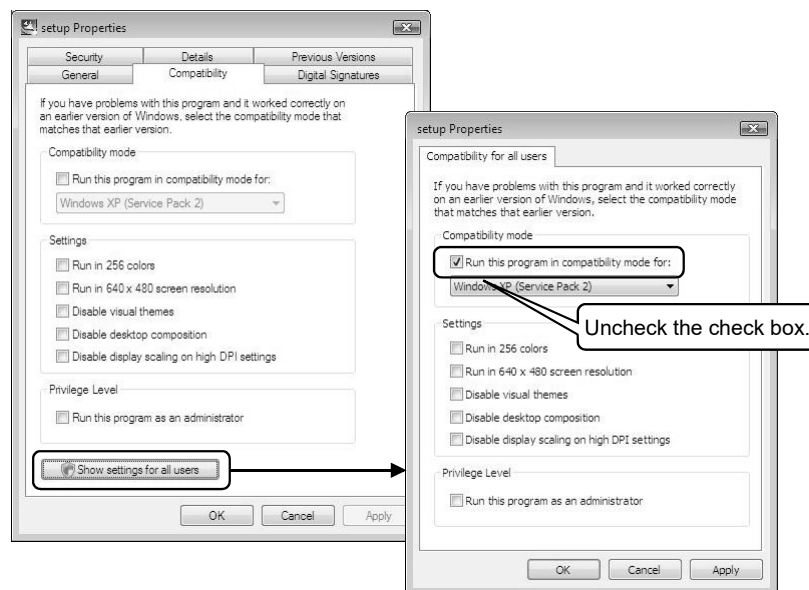 setup Properties
Security Details Previous Versions
General Compatibility Digital Signatures
If you have problems with this program and it worked correctly on
an earlier version of Windows, select the compatibility mode that
matches that earlier version.
Compatibility mode
Run this program in compatibility mode for:
Windows XP (Service Pack 2)
Settings
Run in 256 colors
Run in 640 x 480 screen resolution
Disable visual themes
Disable desktop composition
Disable display scaling on high DPI settings
Privilege Level
Run this program as an administrator
Show settings for all users
OK Cancel Apply
setup Properties
Compatibility for all users
If you have problems with this program and it worked correctly
on an earlier version of Windows, select the compatibility mode
that matches that earlier version.
Compatibility mode
Run this program in compatibility mode for:
Windows XP (Service Pack 2)
Uncheck the check box.
Settings
Run in 256 colors
Run in 640 x 480 screen resolution
Disable visual themes
Disable desktop composition
Disable display scaling on high DPI settings
Privilege Level
Run this program as an administrator
OK Cancel Apply